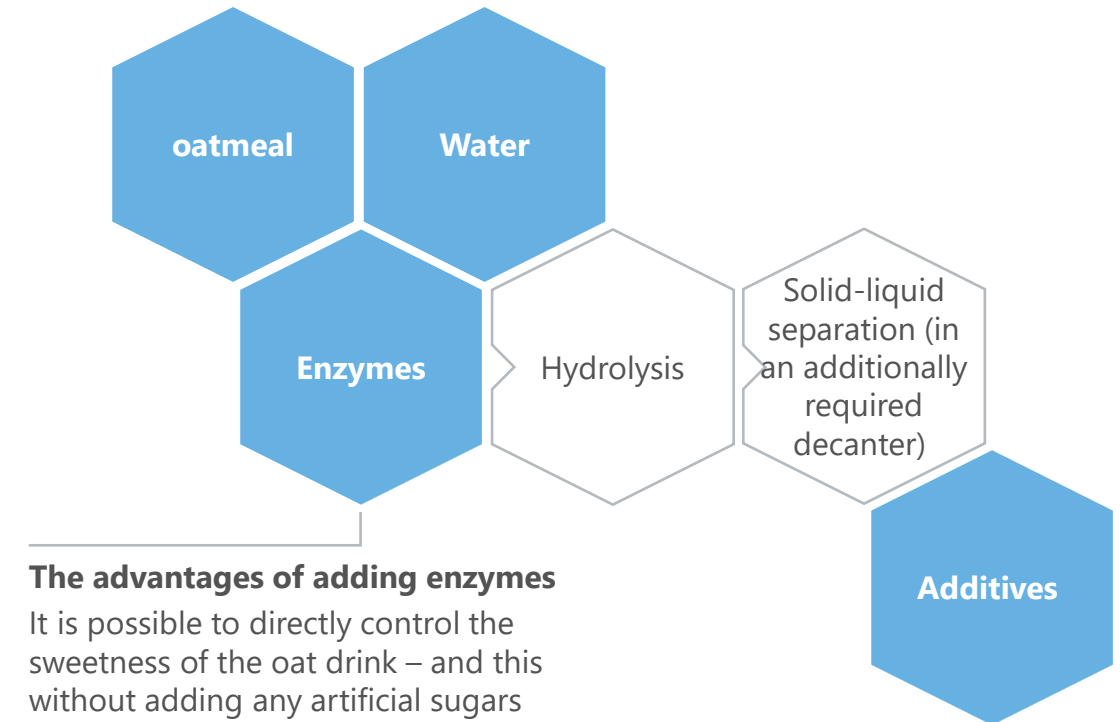 oatmeal
Water
Enzymes
Hydrolysis
Solid-liquid
separation (in
an additionally
required
decanter)
Additives
The advantages of adding enzymes
It is possible to directly control the
sweetness of the oat drink – and this
without adding any artificial sugars